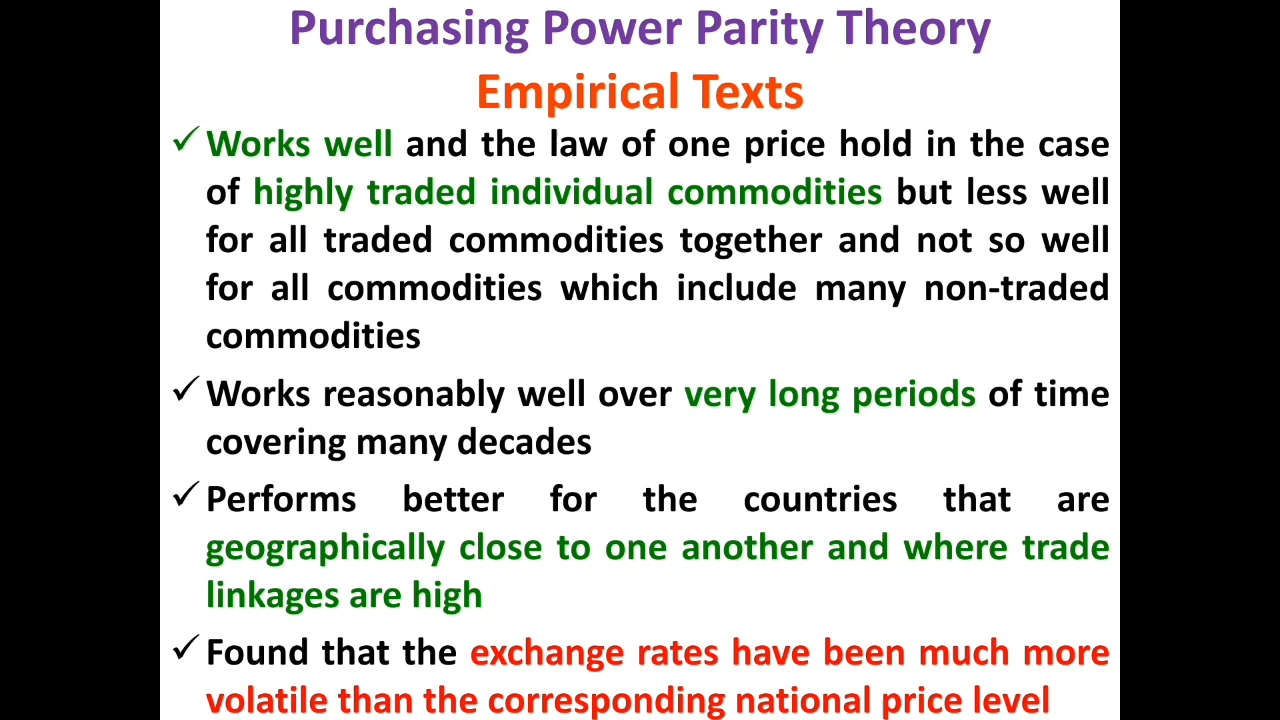 Purchasing Power Parity Theory
Empirical Texts
✓ Works well and the law of one price hold in the case
of highly traded individual commodities but less well
for all traded commodities together and not so well
for all commodities which include many non-traded
commodities
✓ Works reasonably well over very long periods of time
covering many decades
✓ Performs better for the countries that are
geographically close to one another and where trade
linkages are high
✓ Found that the exchange rates have been much more
volatile than the corresponding national price level